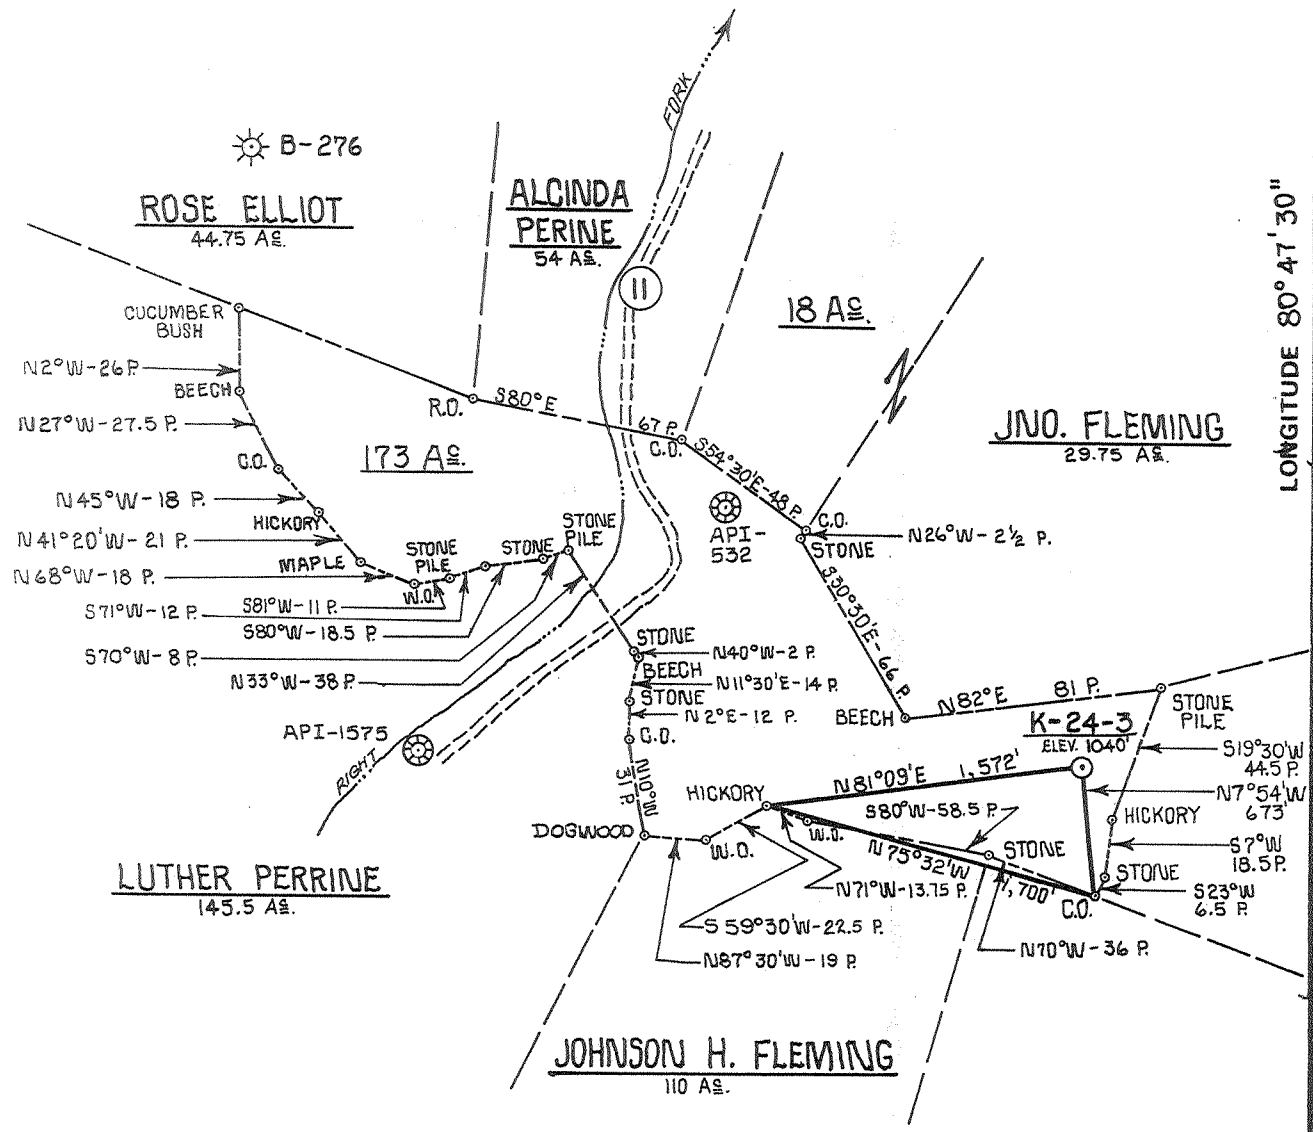 FORK
B-276
ROSE ELLIOT
44.75 Ac.
ALCINDA
PERINE
54 Ac.
11
18 Ac.
LONGITUDE 80° 47' 30"
CUCUMBER
BUSH
N2°W-26P.
BEECH
N27°W-27.5 P.
C.O.
N45°W-18 P.
HICKORY
N41°20'W-21 P.
MAPLE
N68°W-18 P.
W.O.
R.O.
S80°E
67 P.
C.O.
173 Ac.
S54°30'E-48 P.
N
JNO. FLEMING
29.75 Ac.
API-
532
C.O.
STONE
N26°W-2½ P.
STONE
PILE
STONE
STONE
PILE
S71°W-12 P.
S81°W-11 P.
S80°W-18.5 P.
S70°W-8 P.
N33°W-38 P.
S30°30'E-66 P.
STONE
N40°W-2 P.
BEECH
N11°30'E-14 P.
STONE
N2°E-12 P.
C.O.
N10°W
31 P.
API-1575
RIGHT
BEECH
N82°E 81 P.
STONE
PILE
K-24-3
ELEV. 1040'
S19°30'W
44.5 P.
N7°54'W
673'
N81°09'E 1,572'
HICKORY
S80°W-58.5 P.
W.O.
HICKORY
STONE
S7°W
18.5P.
DOGWOOD
W.O.
N75°32'W
1,700'
STONE
S23°W
6.5 P.
C.O.
N71°W-13.75 P.
S59°30'W-22.5 P.
N87°30'W-19 P.
N70°W-36 P.
LUTHER PERRINE
145.5 Ac.
JOHNSON H. FLEMING
110 Ac.